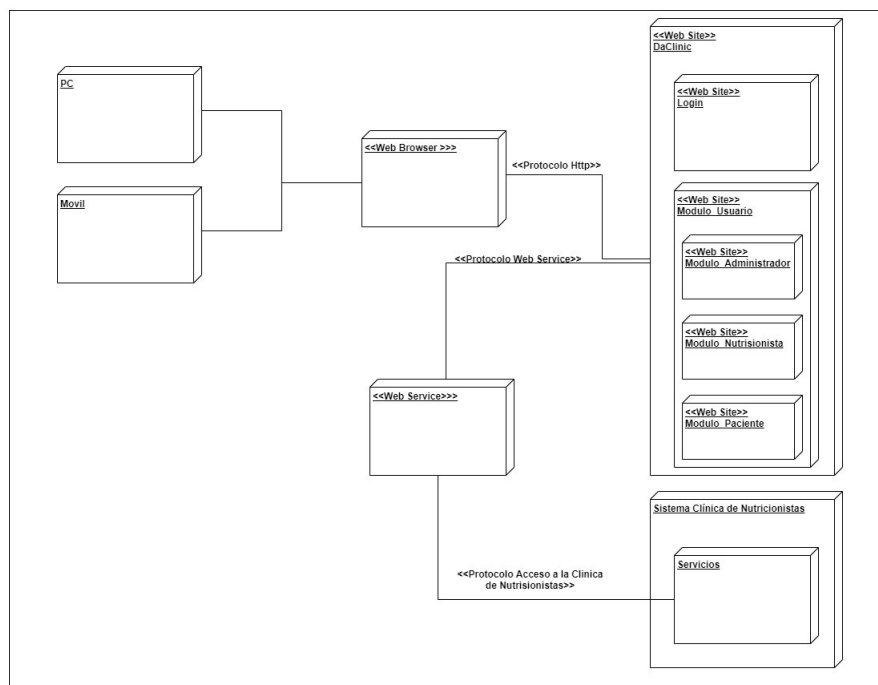 <<Web Site>>
DaClinic
PC
<<Web Site>>
Login
<<Web Browser >>>
<<Protocolo Http>>
Movil
<<Web Site>>
Modulo_Usuario
<<Web Site>>
Modulo_Administrador
<<Protocolo Web Service>>
<<Web Site>>
Modulo_Nutrisionista
<<Web Service>>>
<<Web Site>>
Modulo_Paciente
Sistema Clínica de Nutricionistas
Servicios
<<Protocolo Acceso a la Clinica
de Nutrisionistas>>